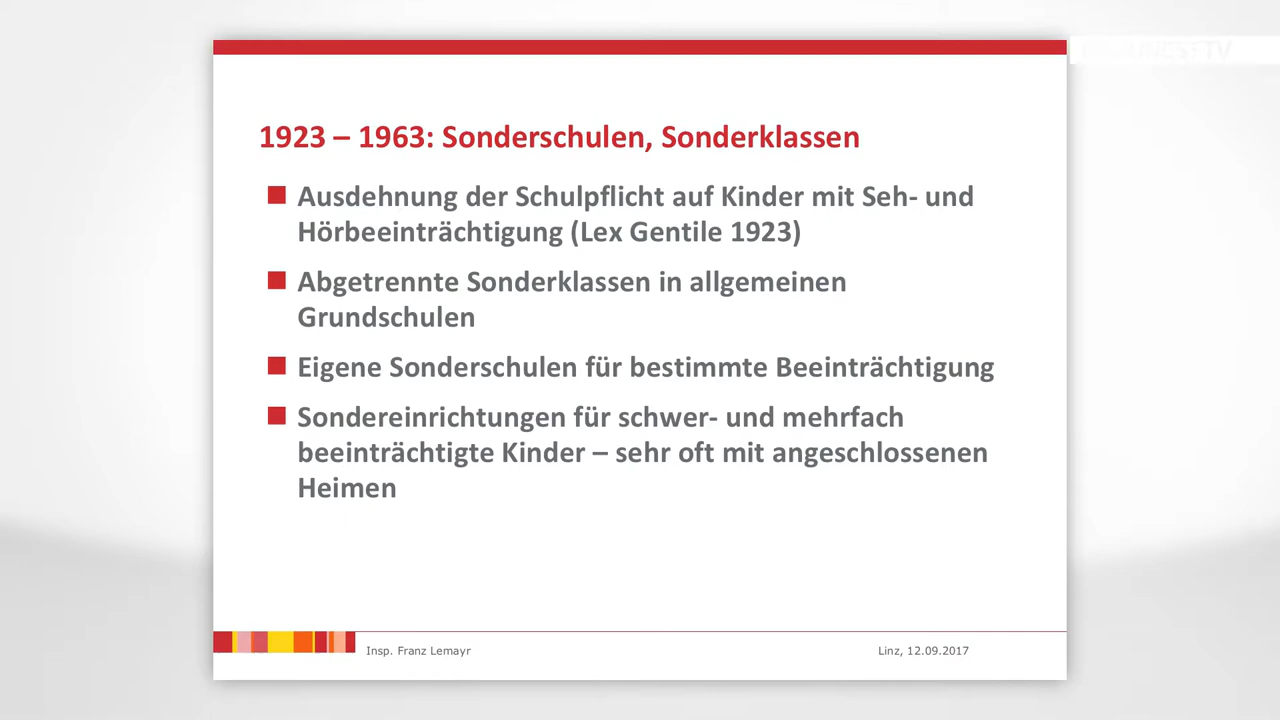 1923 – 1963: Sonderschulen, Sonderklassen
Ausdehnung der Schulpflicht auf Kinder mit Seh- und
Hörbeeinträchtigung (Lex Gentile 1923)
Abgetrennte Sonderklassen in allgemeinen
Grundschulen
Eigene Sonderschulen für bestimmte Beeinträchtigung
Sondereinrichtungen für schwer- und mehrfach
beeinträchtigte Kinder – sehr oft mit angeschlossenen
Heimen
Insp. Franz Lemayr
Linz, 12.09.2017